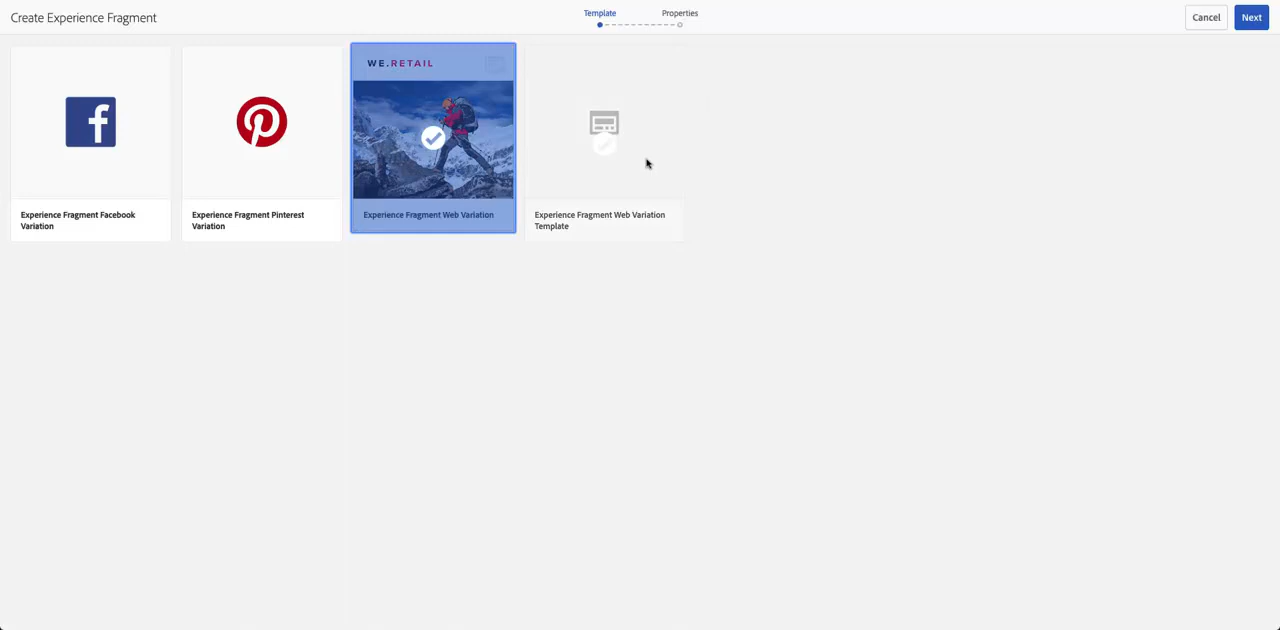 Create Experience Fragment
Template
Properties
Cancel
Next
Experience Fragment Facebook
Variation
Experience Fragment Pinterest
Variation
WE.RETAIL
Experience Fragment Web Variation
Experience Fragment Web Variation
Template